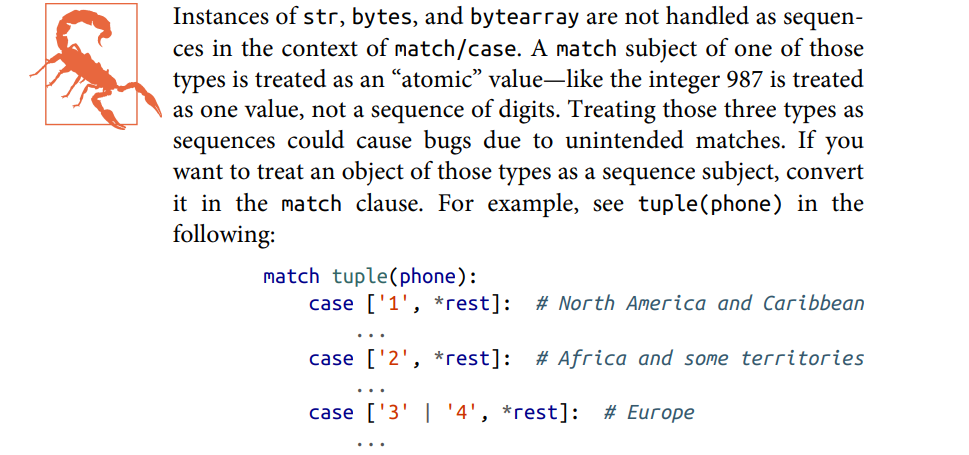 Instances of str, bytes, and bytearray are not handled as sequen-
ces in the context of match/case. A match subject of one of those
types is treated as an “atomic” value—like the integer 987 is treated
as one value, not a sequence of digits. Treating those three types as
sequences could cause bugs due to unintended matches. If you
want to treat an object of those types as a sequence subject, convert
it in the match clause. For example, see tuple(phone) in the
following:
match tuple(phone):
    case ['1', *rest]:  # North America and Caribbean
        ...
    case ['2', *rest]:  # Africa and some territories
        ...
    case ['3' | '4', *rest]:  # Europe
        ...